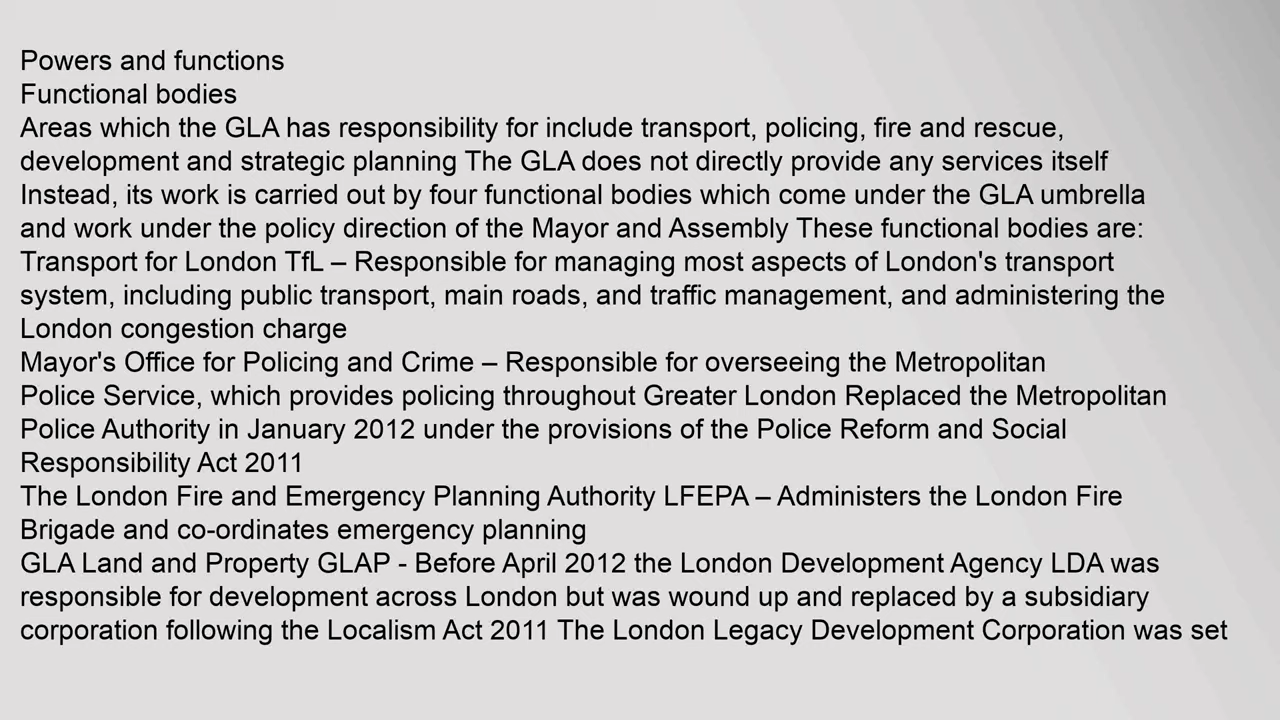 Powers and functions
Functional bodies
Areas which the GLA has responsibility for include transport, policing, fire and rescue,
development and strategic planning The GLA does not directly provide any services itself
Instead, its work is carried out by four functional bodies which come under the GLA umbrella
and work under the policy direction of the Mayor and Assembly These functional bodies are:
Transport for London TfL – Responsible for managing most aspects of London's transport
system, including public transport, main roads, and traffic management, and administering the
London congestion charge
Mayor's Office for Policing and Crime – Responsible for overseeing the Metropolitan
Police Service, which provides policing throughout Greater London Replaced the Metropolitan
Police Authority in January 2012 under the provisions of the Police Reform and Social
Responsibility Act 2011
The London Fire and Emergency Planning Authority LFEPA – Administers the London Fire
Brigade and co-ordinates emergency planning
GLA Land and Property GLAP - Before April 2012 the London Development Agency LDA was
responsible for development across London but was wound up and replaced by a subsidiary
corporation following the Localism Act 2011 The London Legacy Development Corporation was set